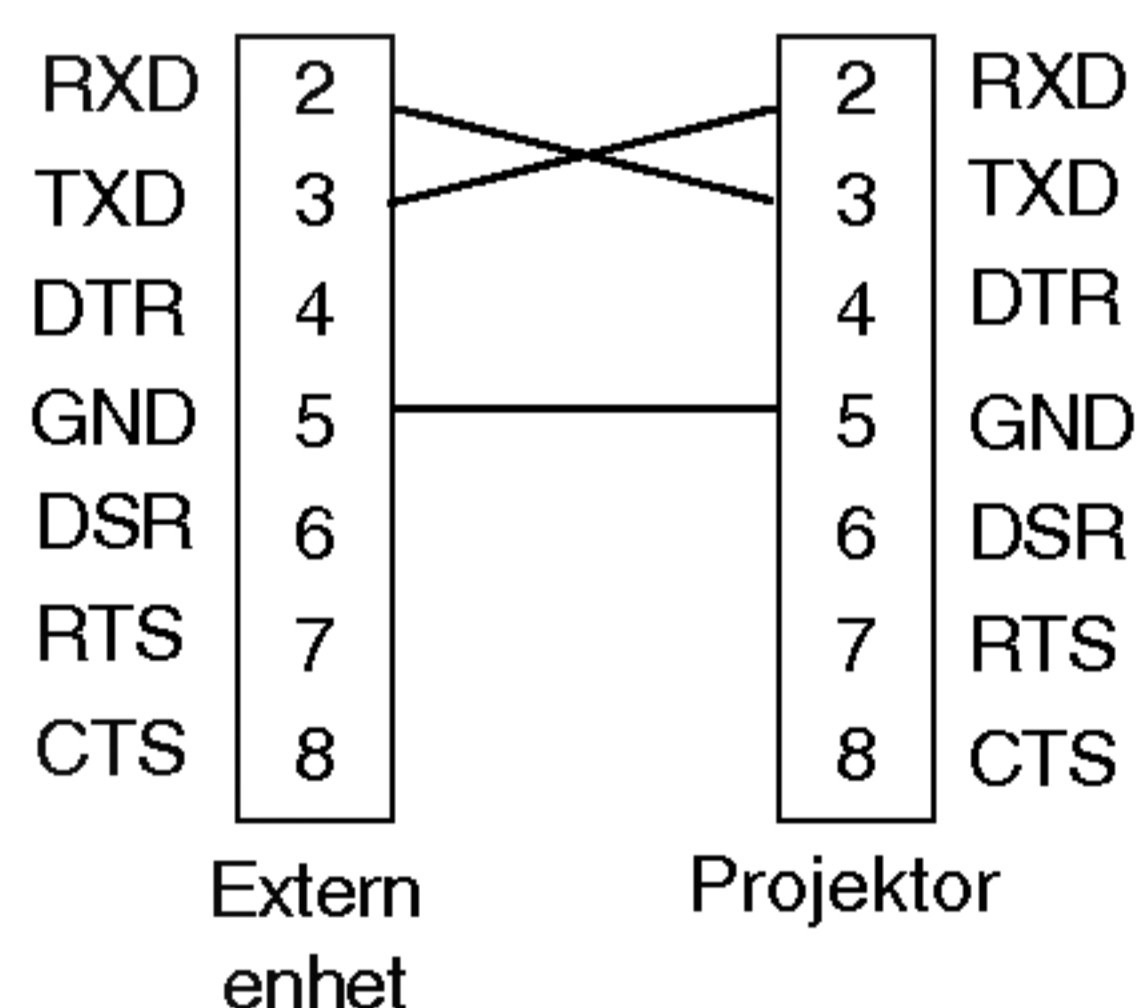 RXD 2 2 RXD
TXD 3 3 TXD
DTR 4 4 DTR
GND 5 5 GND
DSR 6 6 DSR
RTS 7 7 RTS
CTS 8 8 CTS
Extern Projektor
enhet